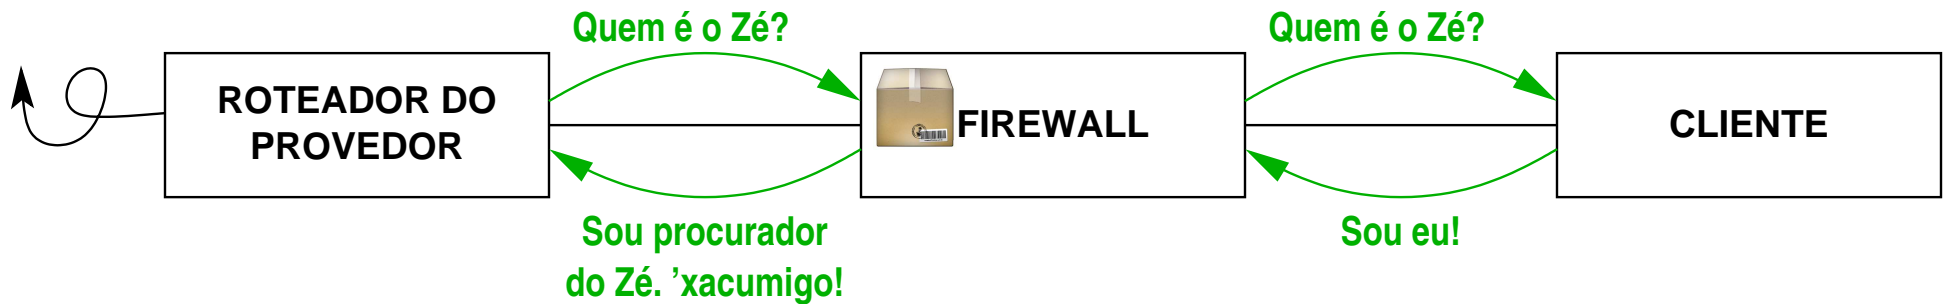 Quem é o Zé?
Quem é o Zé?
ROTEADOR DO
PROVEDOR
FIREWALL
CLIENTE
Sou procurador
do Zé. ’xacumigo!
Sou eu!